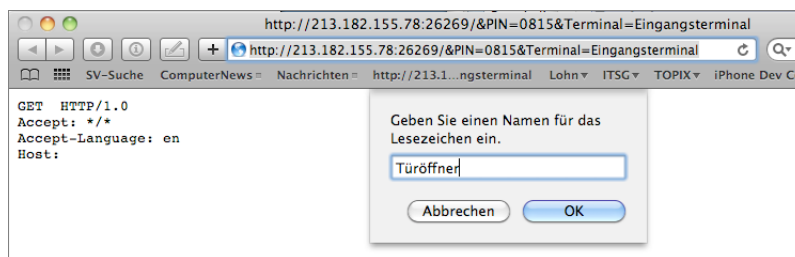 http://213.182.155.78:26269/&PIN=0815&Terminal=Eingangsterminal
http://213.182.155.78:26269/&PIN=0815&Terminal=Eingangsterminal
SV-Suche ComputerNews Nachrichten http://213.1...ngsterminal Lohn ITSG TOPIX iPhone Dev C
GET HTTP/1.0
Accept: */*
Accept-Language: en
Host:
Geben Sie einen Namen für das
Lesezeichen ein.
Türöffner
Abbrechen OK